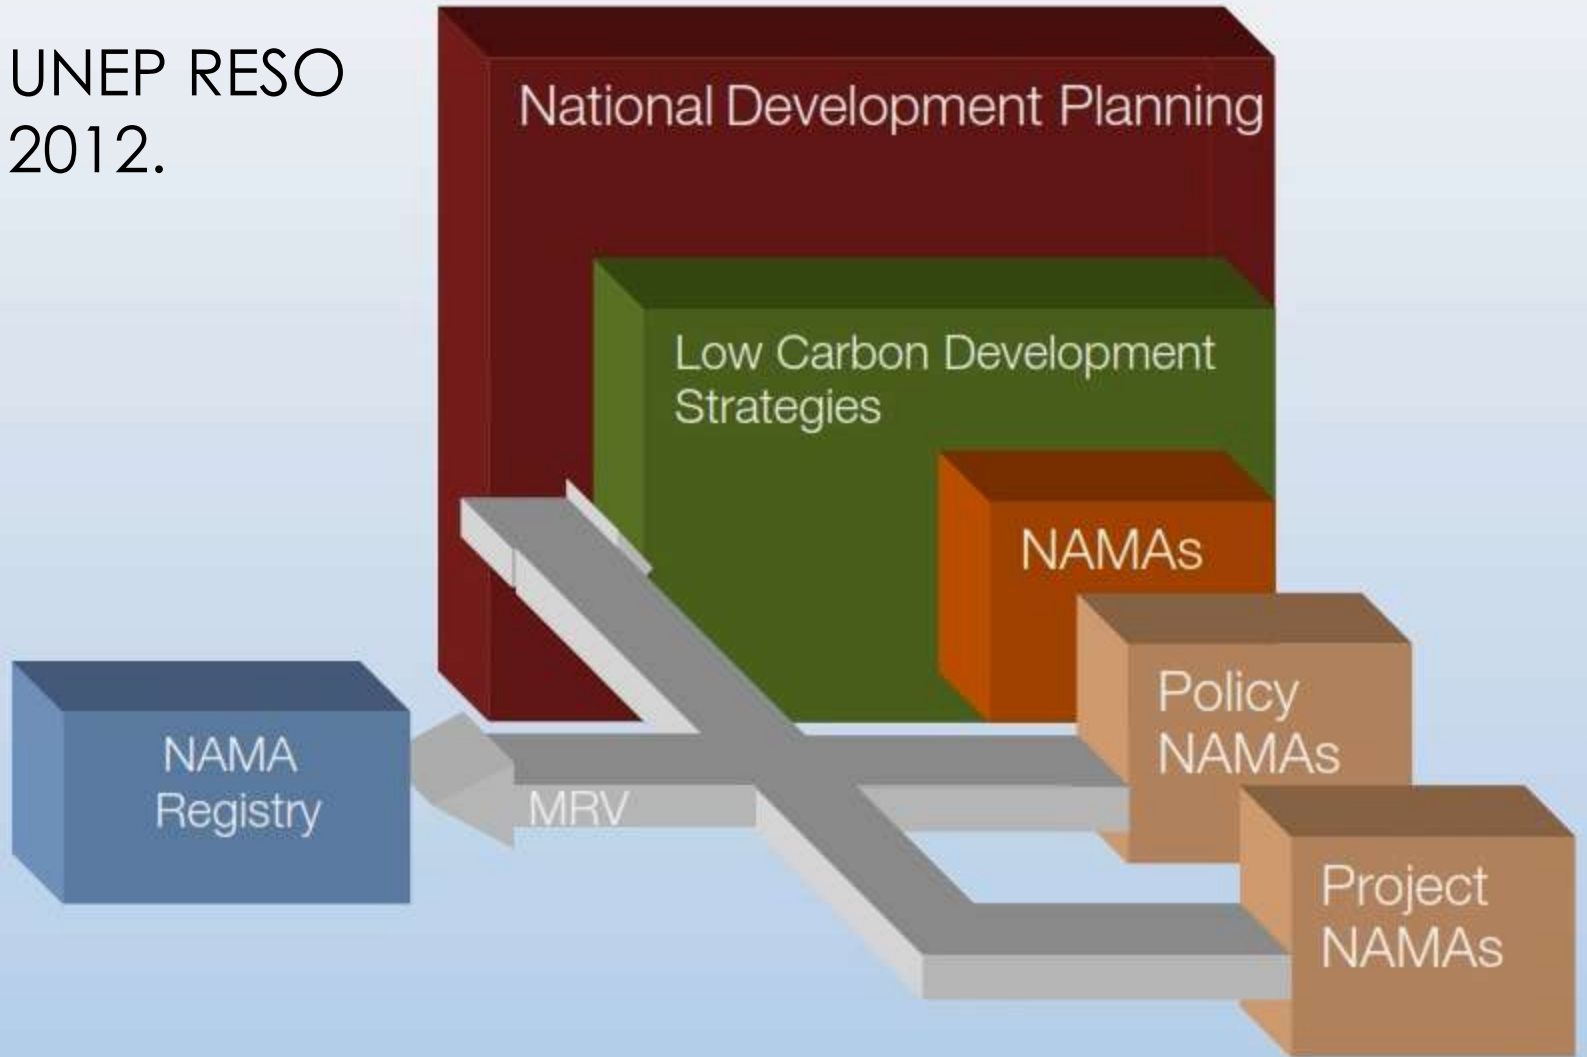 UNEP RESO
2012.
National Development Planning
Low Carbon Development
Strategies
NAMAs
Policy
NAMAs
NAMA
Registry
MRV
Project
NAMAs